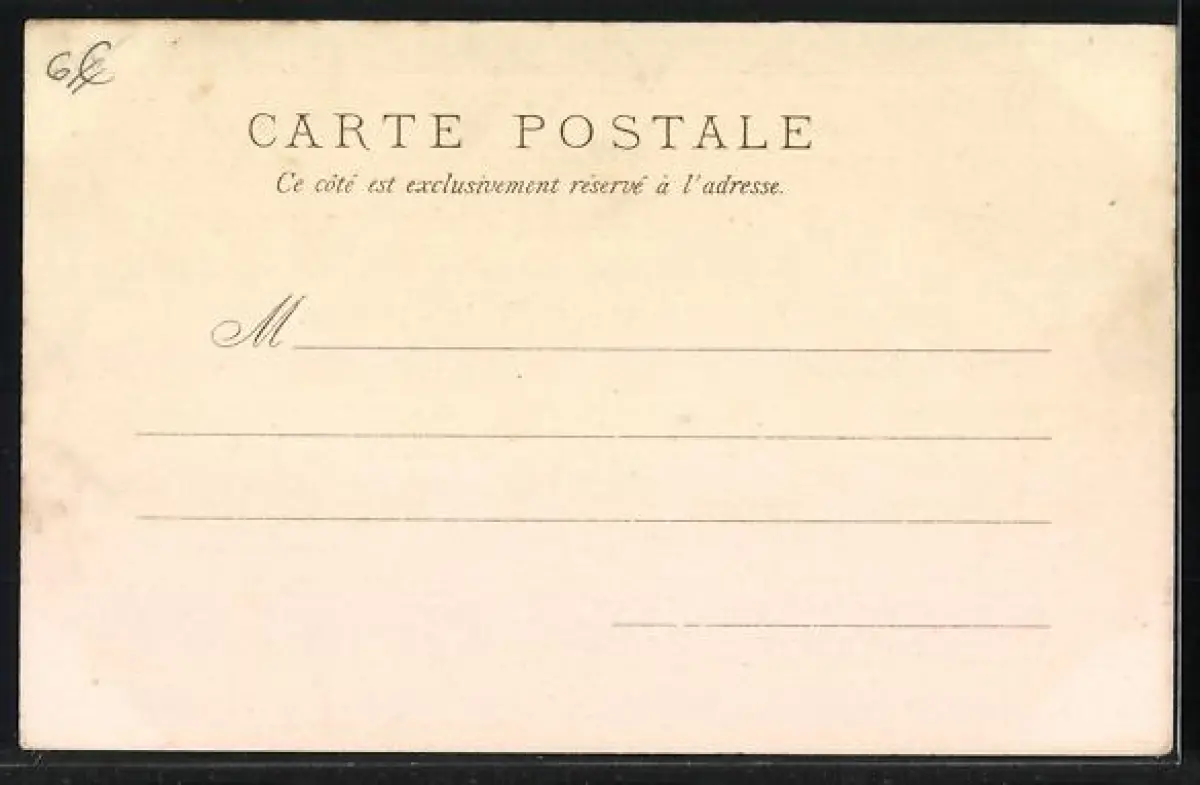 CARTE POSTALE
Ce côté est exclusivement réservé à l'adresse.
M